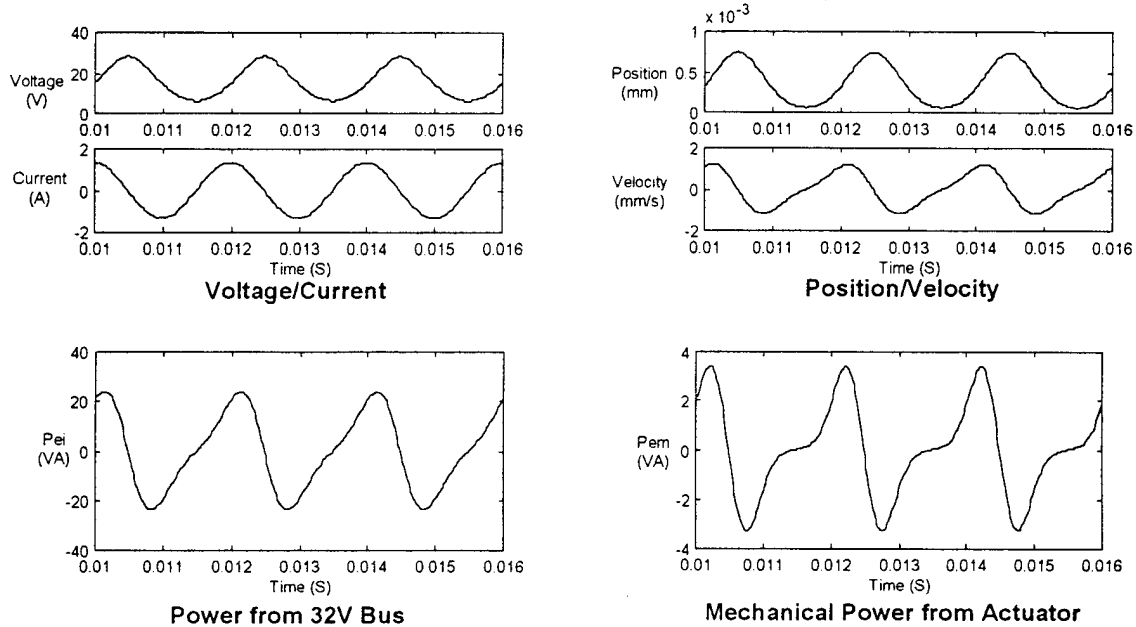 40
Voltage
(V)
20
0
0.01 0.011 0.012 0.013 0.014 0.015 0.016
2
Current
(A)
0
-2
0.01 0.011 0.012 0.013 0.014 0.015 0.016
Time (S)
Voltage/Current
x 10^-3
1
Position
(mm)
0.5
0
0.01 0.011 0.012 0.013 0.014 0.015 0.016
2
Velocity
(mm/s)
0
-2
0.01 0.011 0.012 0.013 0.014 0.015 0.016
Time (S)
Position/Velocity
40
20
Pei
(VA)
0
-20
-40
0.01 0.011 0.012 0.013 0.014 0.015 0.016
Time (S)
Power from 32V Bus
4
2
Pem
(VA)
0
-2
-4
0.01 0.011 0.012 0.013 0.014 0.015 0.016
Time (S)
Mechanical Power from Actuator